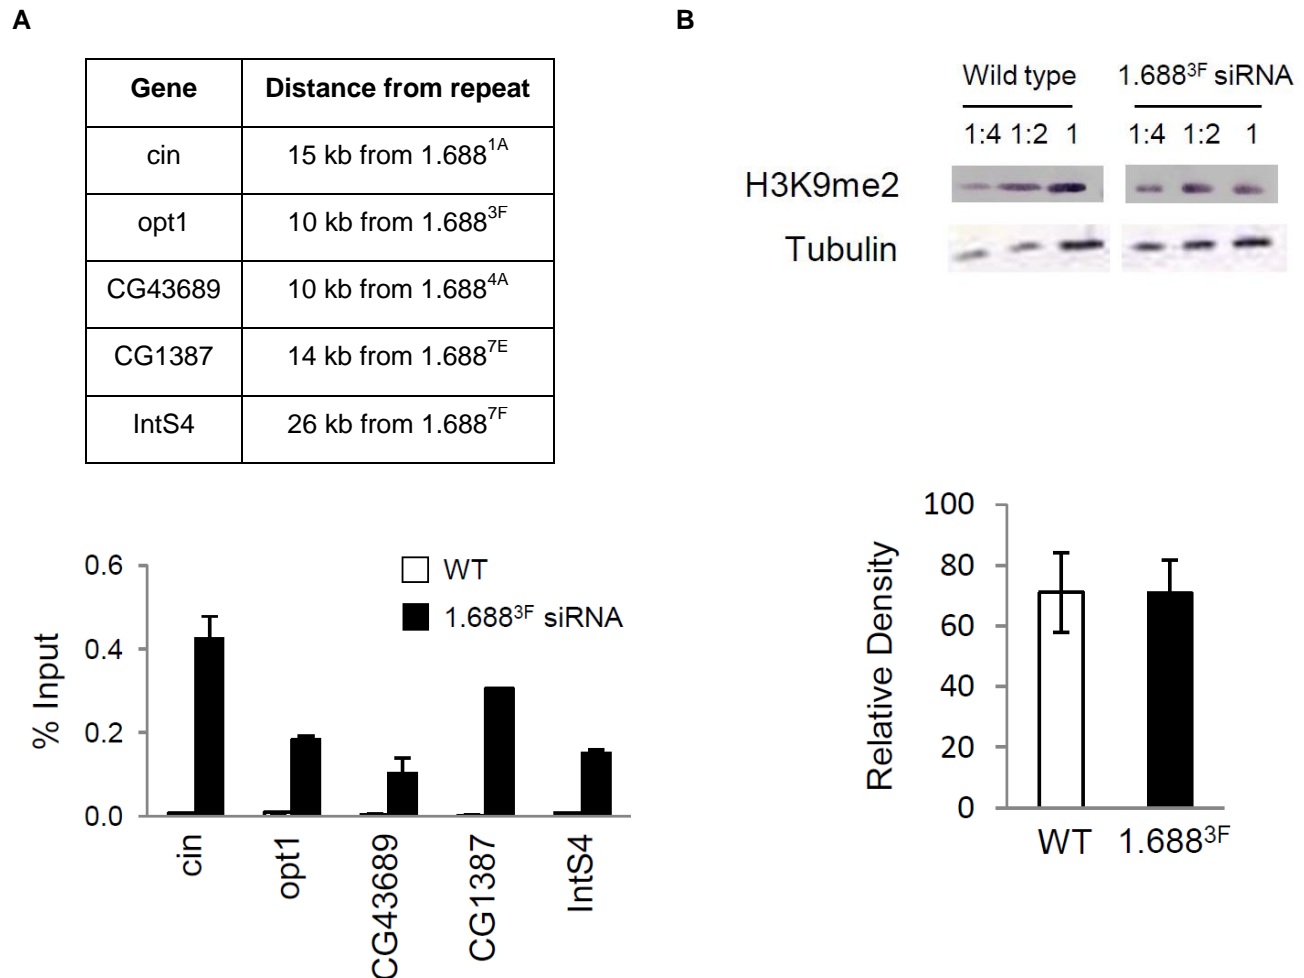 A
Gene Distance from repeat
cin 15 kb from 1.688^1A
opt1 10 kb from 1.688^3F
CG43689 10 kb from 1.688^4A
CG1387 14 kb from 1.688^7E
IntS4 26 kb from 1.688^7F
% Input
0.6
0.4
0.2
0.0
WT
1.688^3F siRNA
cin
opt1
CG43689
CG1387
IntS4
B
Wild type 1.688^3F siRNA
1:4 1:2 1 1:4 1:2 1
H3K9me2
Tubulin
Relative Density
100
80
60
40
20
0
WT 1.688^3F